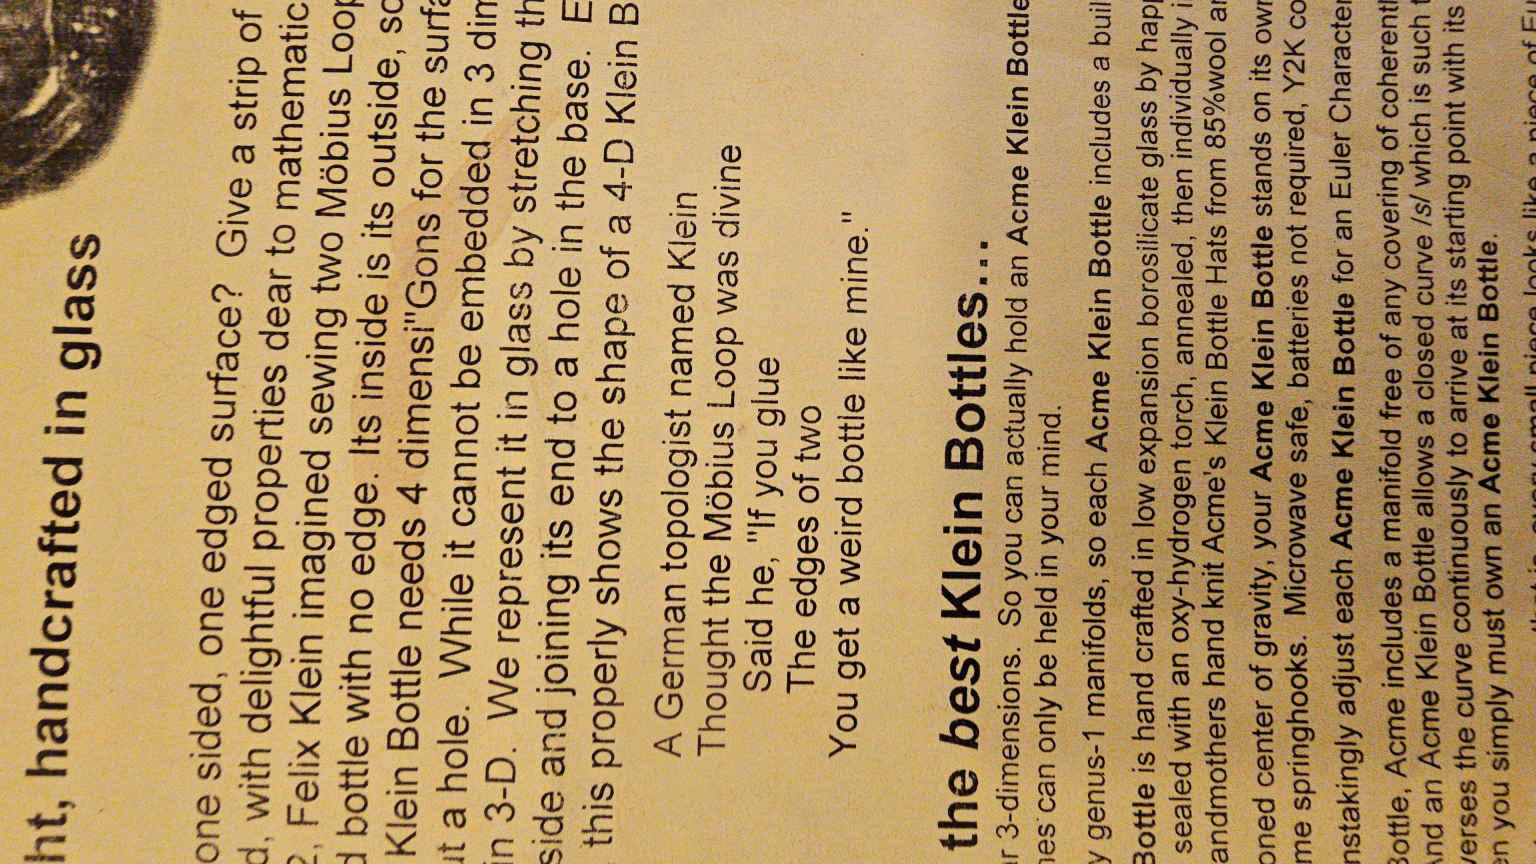 ht, handcrafted in glass
one sided, one edged surface? Give a strip of
d, with delightful properties dear to mathematic
2, Felix Klein imagined sewing two Möbius Loop
d bottle with no edge. Its inside is its outside, so
Klein Bottle needs 4 dimensi"Gons for the surfa
ut a hole. While it cannot be embedded in 3 dim
in 3-D. We represent it in glass by stretching th
side and joining its end to a hole in the base. E
this properly shows the shape of a 4-D Klein B
A German topologist named Klein
Thought the Möbius Loop was divine
Said he, "If you glue
The edges of two
You get a weird bottle like mine."
the best Klein Bottles...
r 3-dimensions. So you can actually hold an Acme Klein Bottle
nes can only be held in your mind.
y genus-1 manifolds, so each Acme Klein Bottle includes a buil
Bottle is hand crafted in low expansion borosilicate glass by happ
sealed with an oxy-hydrogen torch, annealed, then individually i
andmothers hand knit Acme's Klein Bottle Hats from 85%wool ar
oned center of gravity, your Acme Klein Bottle stands on its own
me springhooks. Microwave safe, batteries not required, Y2K co
nstakingly adjust each Acme Klein Bottle for an Euler Character
Bottle, Acme includes a manifold free of any covering of coherentl
nd an Acme Klein Bottle allows a closed curve /s/ which is such t
erses the curve continuously to arrive at its starting point with its
en you simply must own an Acme Klein Bottle.
small piece looks like a piece of Eu